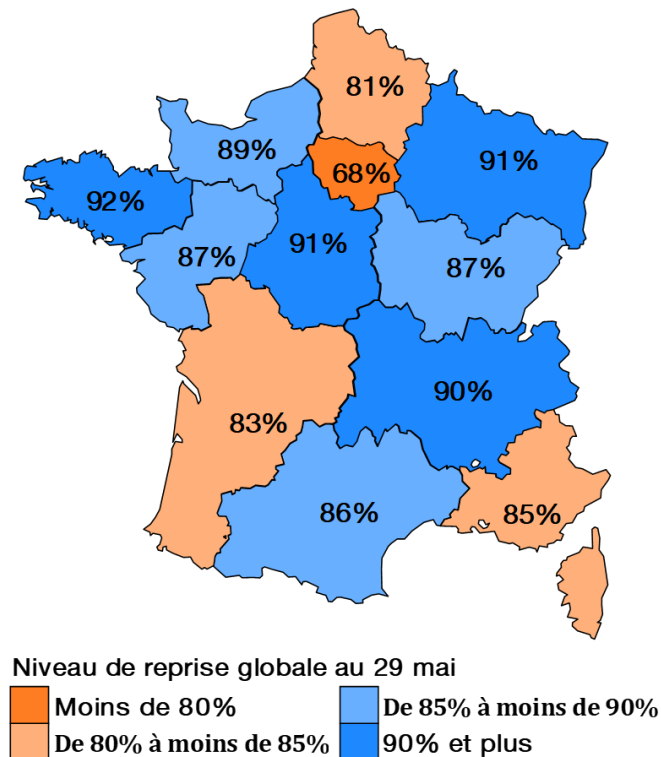 81%
89%
68%
91%
92%
87%
91%
87%
90%
83%
86%
85%
Niveau de reprise globale au 29 mai
Moins de 80%
De 85% à moins de 90%
De 80% à moins de 85%
90% et plus